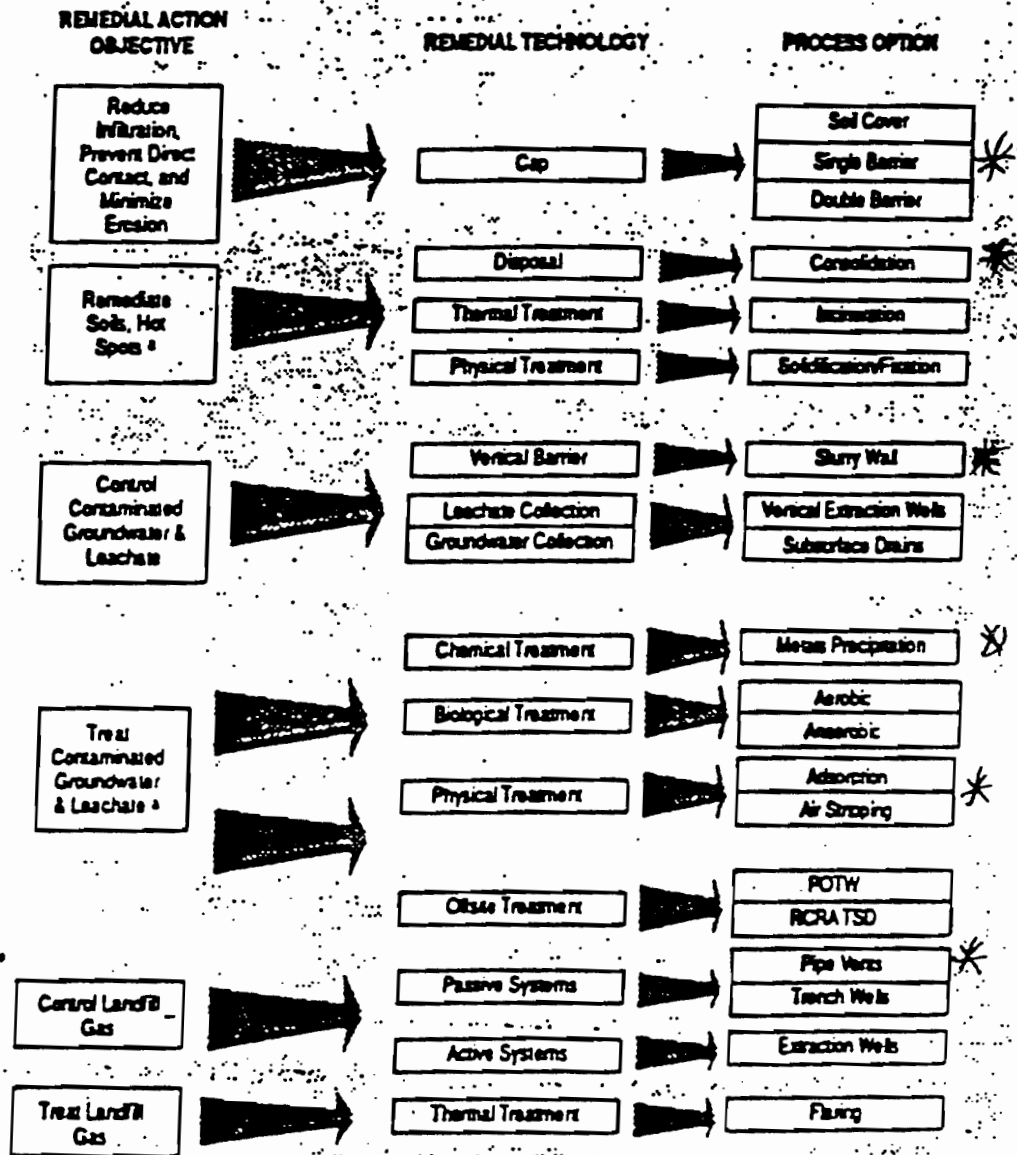 REMEDIAL ACTION
OBJECTIVE
REMEDIAL TECHNOLOGY
PROCESS OPTION
Reduce
Infiltration,
Prevent Direct
Contact, and
Minimize
Erosion
Cap
Soil Cover
Single Barrier
Double Barrier
Remediate
Soils, Hot
Spots a
Disposal
Consolidation
Thermal Treatment
Incineration
Physical Treatment
Solidification/Fixation
Control
Contaminated
Groundwater &
Leachate
Vertical Barrier
Slurry Wall
Leachate Collection
Groundwater Collection
Vertical Extraction Wells
Subsurface Drains
Treat
Contaminated
Groundwater
& Leachate a
Chemical Treatment
Metals Precipitation
Biological Treatment
Aerobic
Anaerobic
Physical Treatment
Adsorption
Air Stripping
Offsite Treatment
POTW
RCRA TSD
Control Landfill
Gas
Passive Systems
Pipe Vents
Trench Wells
Active Systems
Extraction Wells
Treat Landfill
Gas
Thermal Treatment
Flaring